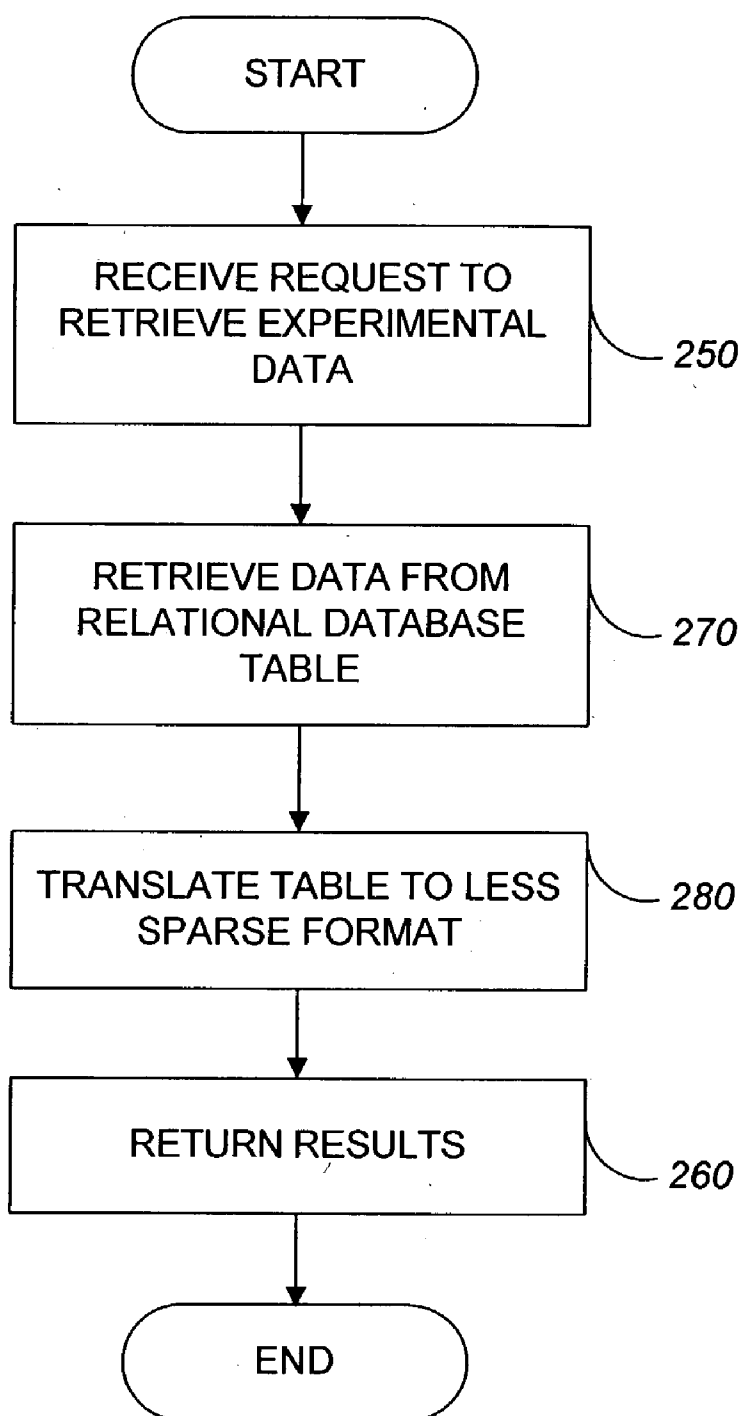 START
RECEIVE REQUEST TO
RETRIEVE EXPERIMENTAL
DATA
250
RETRIEVE DATA FROM
RELATIONAL DATABASE
TABLE
270
TRANSLATE TABLE TO LESS
SPARSE FORMAT
280
RETURN RESULTS
260
END